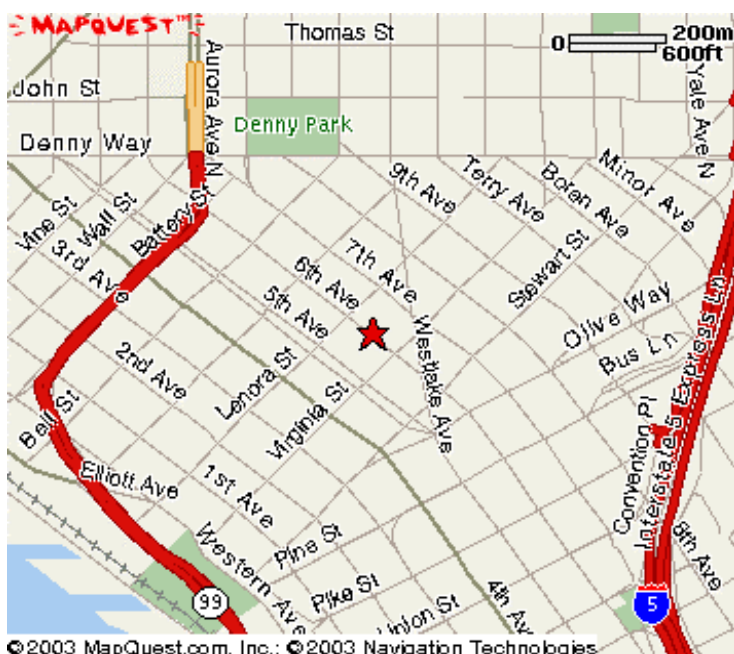 MAPQUEST™
Thomas St
0 200m
600ft
John St
Aurora Ave N
Yale Ave N
Denny Park
Denny Way
9th Ave
Terry Ave
Boren Ave
Minor Ave
Vine St
Wall St
Battery St
3rd Ave
7th Ave
6th Ave
5th Ave
Stewart St
Olive Way
Bus Ln
Westlake Ave
2nd Ave
Lenora St
Virginia St
Bell St
Elliott Ave
1st Ave
Convention Pl
Interstate 5 Express Ln
Western Ave
Pine St
Pike St
Union St
4th Ave
99
5
©2003 MapQuest.com, Inc.; ©2003 Navigation Technologies